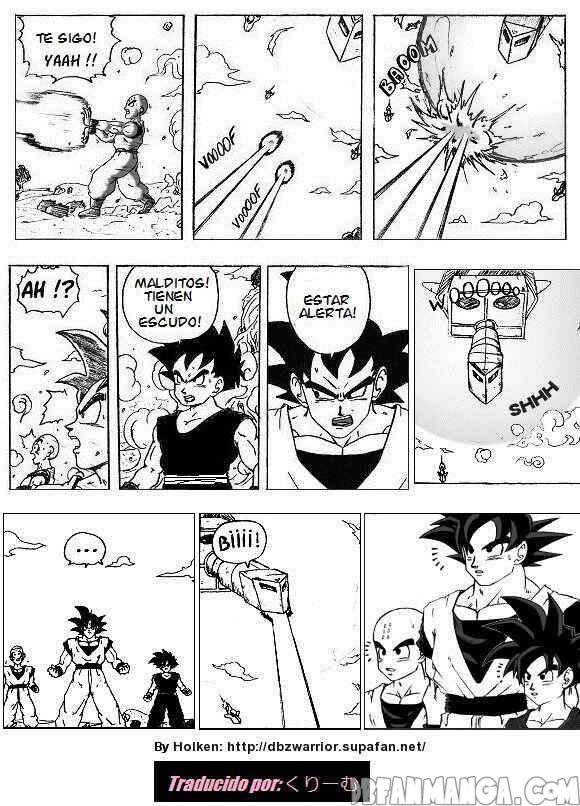 TE SIGO!
YAAH !!
VOOOOF
VOOOOF
BAOOM
AH !?
MALDITOS!
TIENEN
UN
ESCUDO!
ESTAR
ALERTA!
SHHH
...
Biiii!
By Holken: http://dbzwarrior.supafan.net/
Traducido por:くりーむ
DBFANMANGA.COM